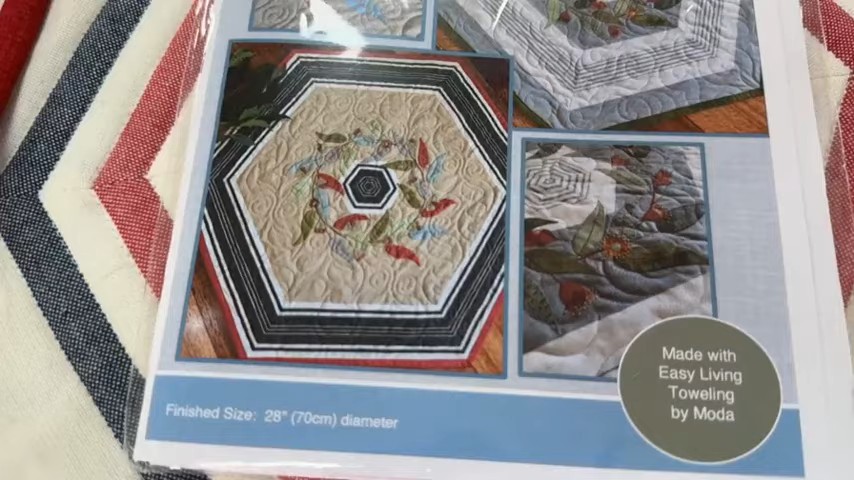 Made with
Easy Living
Toweling
by Moda
Finished Size: 28" (70cm) diameter